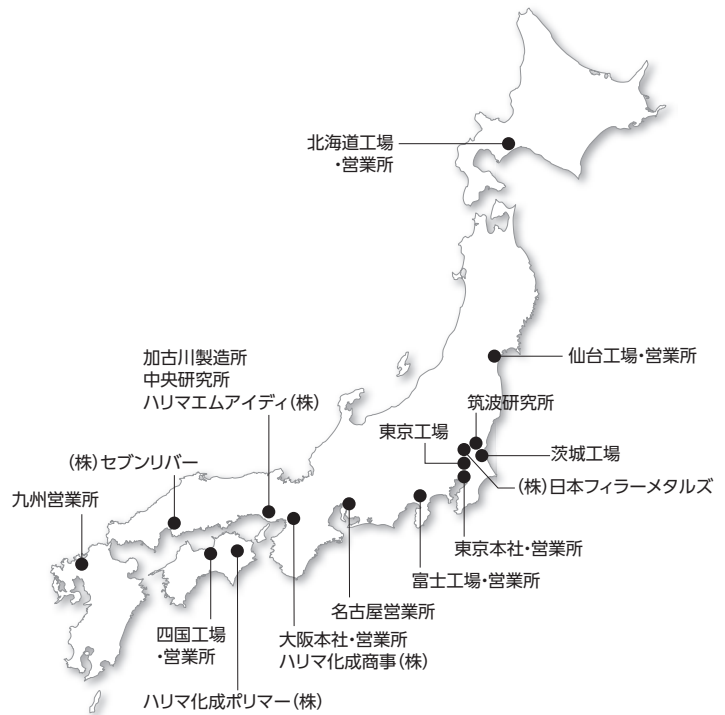 北海道工場
・営業所
仙台工場・営業所
加古川製造所
中央研究所
ハリマエムアイディ(株)
筑波研究所
東京工場
茨城工場
(株)セブンリバー
(株)日本フィラーメタルズ
九州営業所
東京本社・営業所
富士工場・営業所
名古屋営業所
四国工場
・営業所
大阪本社・営業所
ハリマ化成商事(株)
ハリマ化成ポリマー(株)